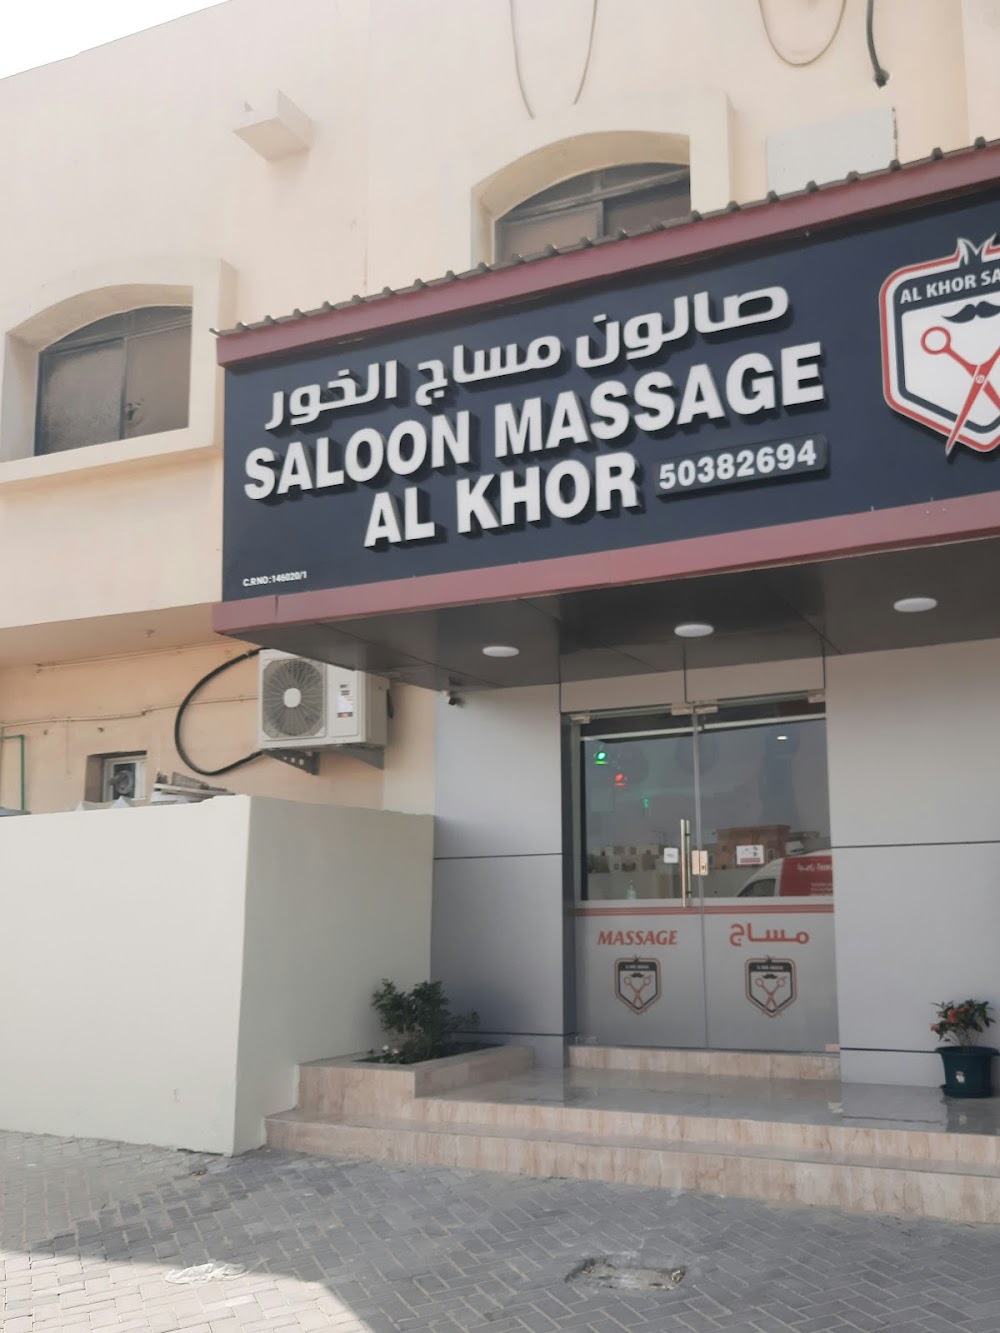 صالون مساج الخور
SALOON MASSAGE
AL KHOR 50382694
C.R NO: 146020/1
AL KHOR SA
MASSAGE
مساج